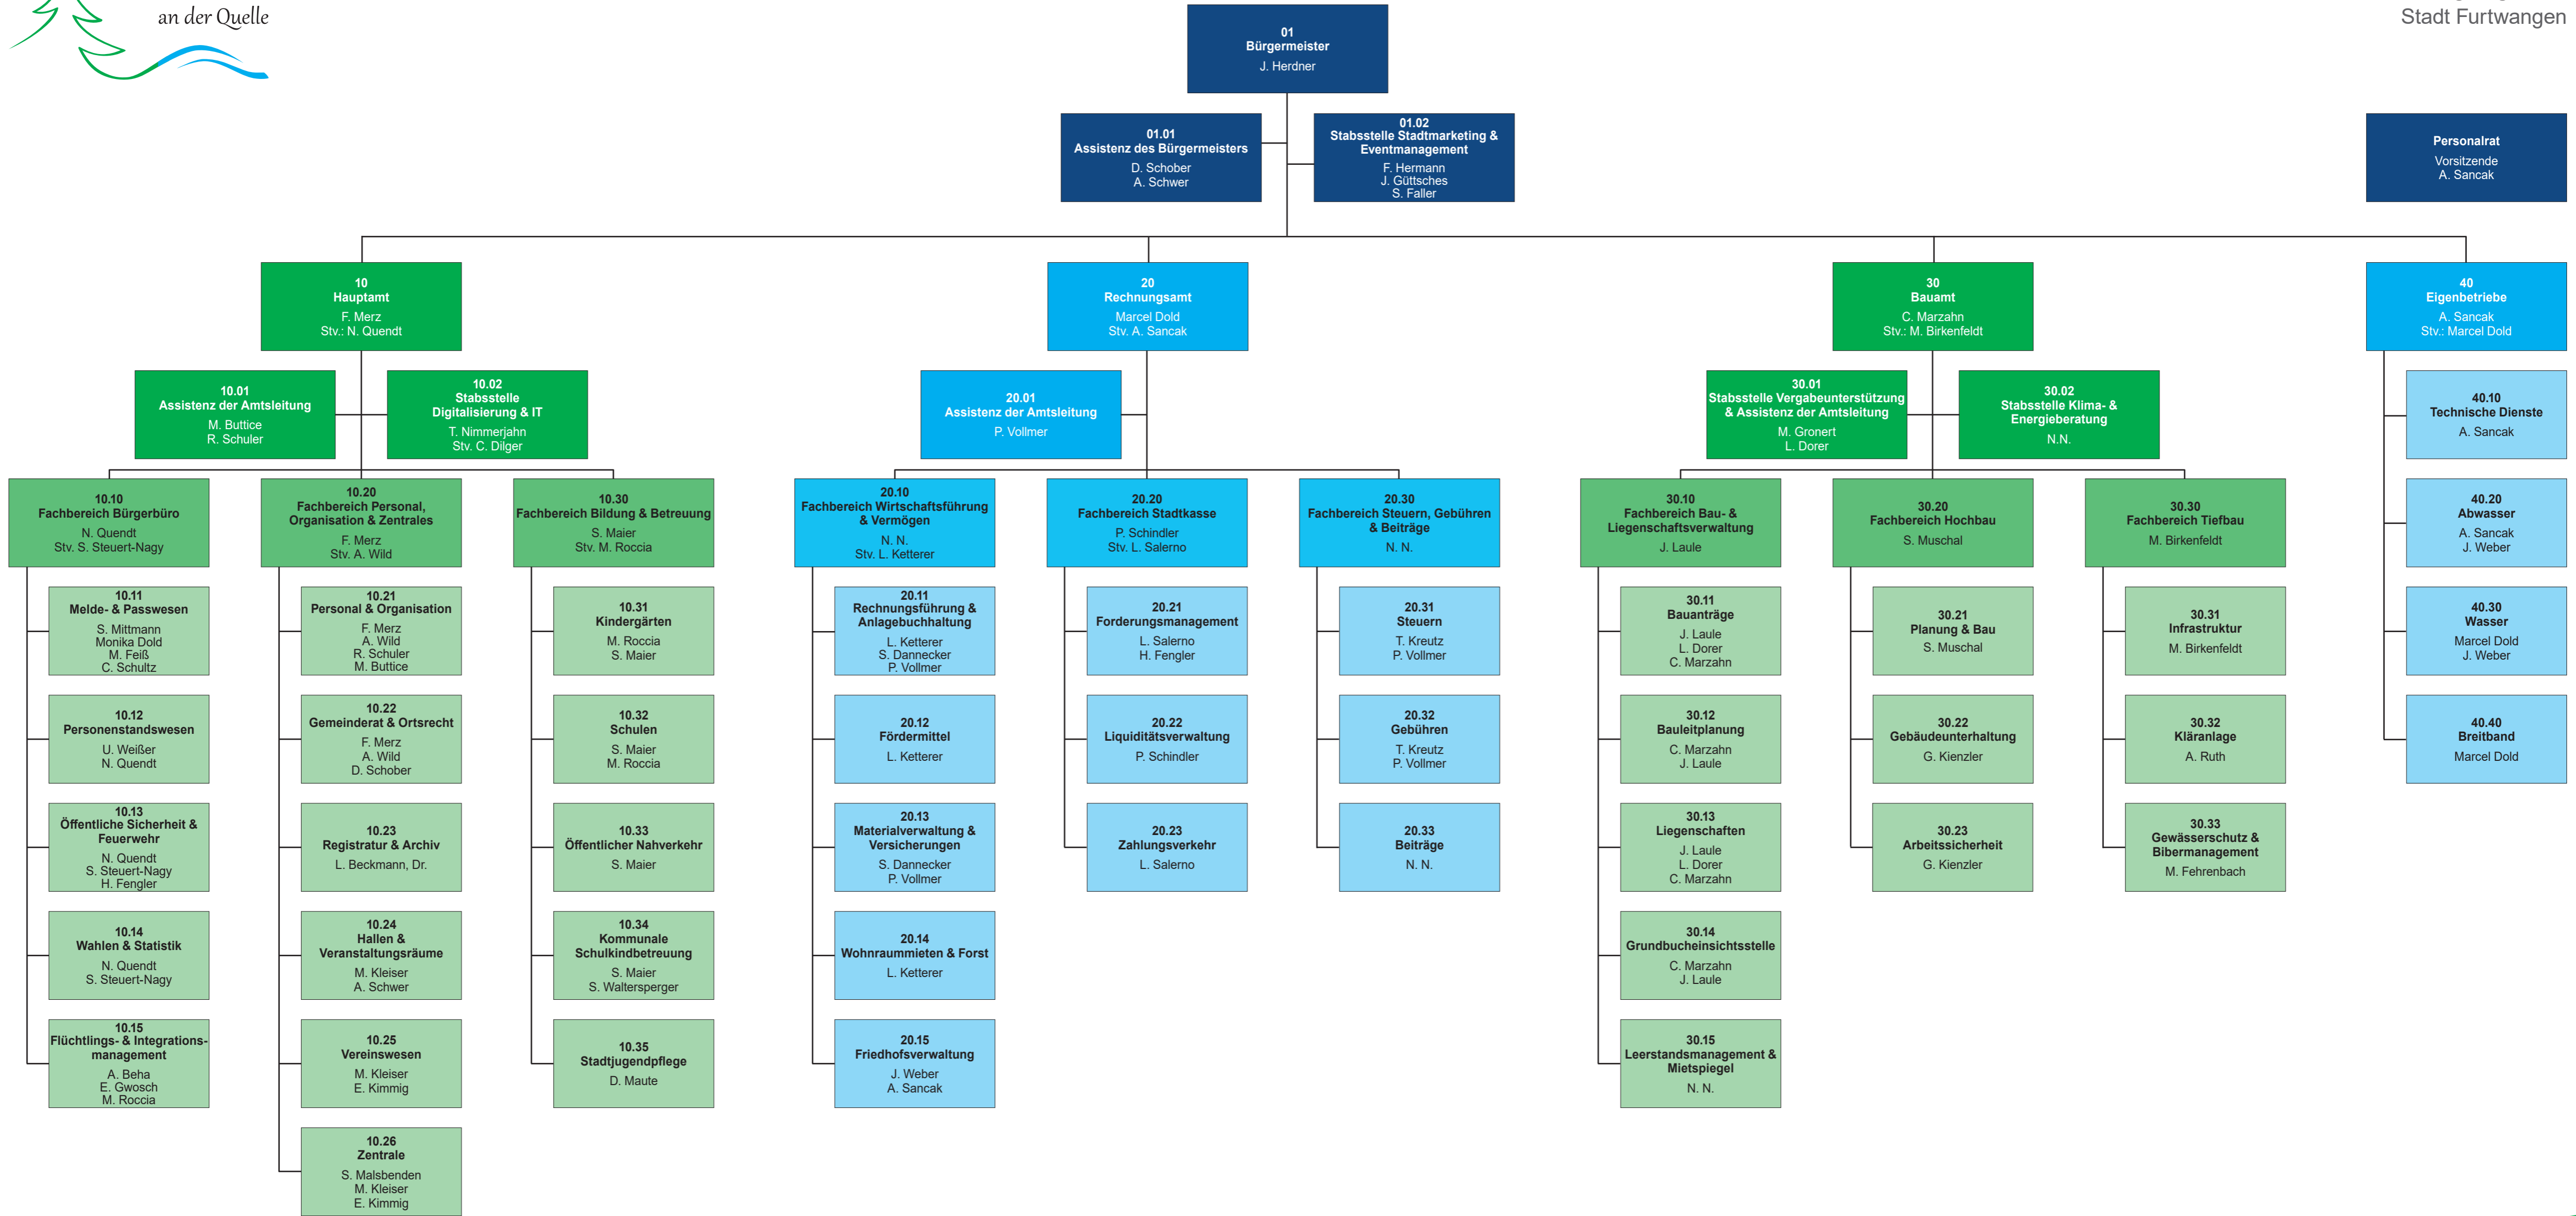 an der Quelle
Stadt Furtwangen
01
Bürgermeister
J. Herdner
01.01
Assistenz des Bürgermeisters
D. Schober
A. Schwer
01.02
Stabsstelle Stadtmarketing &
Eventmanagement
F. Hermann
J. Güttsches
S. Faller
Personalrat
Vorsitzende
A. Sancak
10
Hauptamt
F. Merz
Stv.: N. Quendt
20
Rechnungsamt
Marcel Dold
Stv. A. Sancak
30
Bauamt
C. Marzahn
Stv.: M. Birkenfeldt
40
Eigenbetriebe
A. Sancak
Stv.: Marcel Dold
10.01
Assistenz der Amtsleitung
M. Buttice
R. Schuler
10.02
Stabsstelle
Digitalisierung & IT
T. Nimmerjahn
Stv. C. Dilger
20.01
Assistenz der Amtsleitung
P. Vollmer
30.01
Stabsstelle Vergabeunterstützung
& Assistenz der Amtsleitung
M. Gronert
L. Dorer
30.02
Stabsstelle Klima- &
Energieberatung
N.N.
10.10
Fachbereich Bürgerbüro
N. Quendt
Stv. S. Steuert-Nagy
10.11
Melde- & Passwesen
S. Mittmann
Monika Dold
M. Feiß
C. Schultz
10.12
Personenstandswesen
U. Weißer
N. Quendt
10.13
Öffentliche Sicherheit &
Feuerwehr
N. Quendt
S. Steuert-Nagy
H. Fengler
10.14
Wahlen & Statistik
N. Quendt
S. Steuert-Nagy
10.15
Flüchtlings- & Integrations-
management
A. Beha
E. Gwosch
M. Roccia
10.20
Fachbereich Personal,
Organisation & Zentrales
F. Merz
Stv. A. Wild
10.21
Personal & Organisation
F. Merz
A. Wild
R. Schuler
M. Buttice
10.22
Gemeinderat & Ortsrecht
F. Merz
A. Wild
D. Schober
10.23
Registratur & Archiv
L. Beckmann, Dr.
10.24
Hallen &
Veranstaltungsräume
M. Kleiser
A. Schwer
10.25
Vereinswesen
M. Kleiser
E. Kimmig
10.26
Zentrale
S. Malsbenden
M. Kleiser
E. Kimmig
10.30
Fachbereich Bildung & Betreuung
S. Maier
Stv. M. Roccia
10.31
Kindergärten
M. Roccia
S. Maier
10.32
Schulen
S. Maier
M. Roccia
10.33
Öffentlicher Nahverkehr
S. Maier
10.34
Kommunale
Schulkindbetreuung
S. Maier
S. Waltersperger
10.35
Stadtjugendpflege
D. Maute
20.10
Fachbereich Wirtschaftsführung
& Vermögen
N. N.
Stv. L. Ketterer
20.11
Rechnungsführung &
Anlagebuchhaltung
L. Ketterer
S. Dannecker
P. Vollmer
20.12
Fördermittel
L. Ketterer
20.13
Materialverwaltung &
Versicherungen
S. Dannecker
P. Vollmer
20.14
Wohnraummieten & Forst
L. Ketterer
20.15
Friedhofsverwaltung
J. Weber
A. Sancak
20.20
Fachbereich Stadtkasse
P. Schindler
Stv. L. Salerno
20.21
Forderungsmanagement
L. Salerno
H. Fengler
20.22
Liquiditätsverwaltung
P. Schindler
20.23
Zahlungsverkehr
L. Salerno
20.30
Fachbereich Steuern, Gebühren
& Beiträge
N. N.
20.31
Steuern
T. Kreutz
P. Vollmer
20.32
Gebühren
T. Kreutz
P. Vollmer
20.33
Beiträge
N. N.
30.10
Fachbereich Bau- &
Liegenschaftsverwaltung
J. Laule
30.11
Bauanträge
J. Laule
L. Dorer
C. Marzahn
30.12
Bauleitplanung
C. Marzahn
J. Laule
30.13
Liegenschaften
J. Laule
L. Dorer
C. Marzahn
30.14
Grundbucheinsichtsstelle
C. Marzahn
J. Laule
30.15
Leerstandsmanagement &
Mietspiegel
N. N.
30.20
Fachbereich Hochbau
S. Muschal
30.21
Planung & Bau
S. Muschal
30.22
Gebäudeunterhaltung
G. Kienzler
30.23
Arbeitssicherheit
G. Kienzler
30.30
Fachbereich Tiefbau
M. Birkenfeldt
30.31
Infrastruktur
M. Birkenfeldt
30.32
Kläranlage
A. Ruth
30.33
Gewässerschutz &
Bibermanagement
M. Fehrenbach
40.10
Technische Dienste
A. Sancak
40.20
Abwasser
A. Sancak
J. Weber
40.30
Wasser
Marcel Dold
J. Weber
40.40
Breitband
Marcel Dold